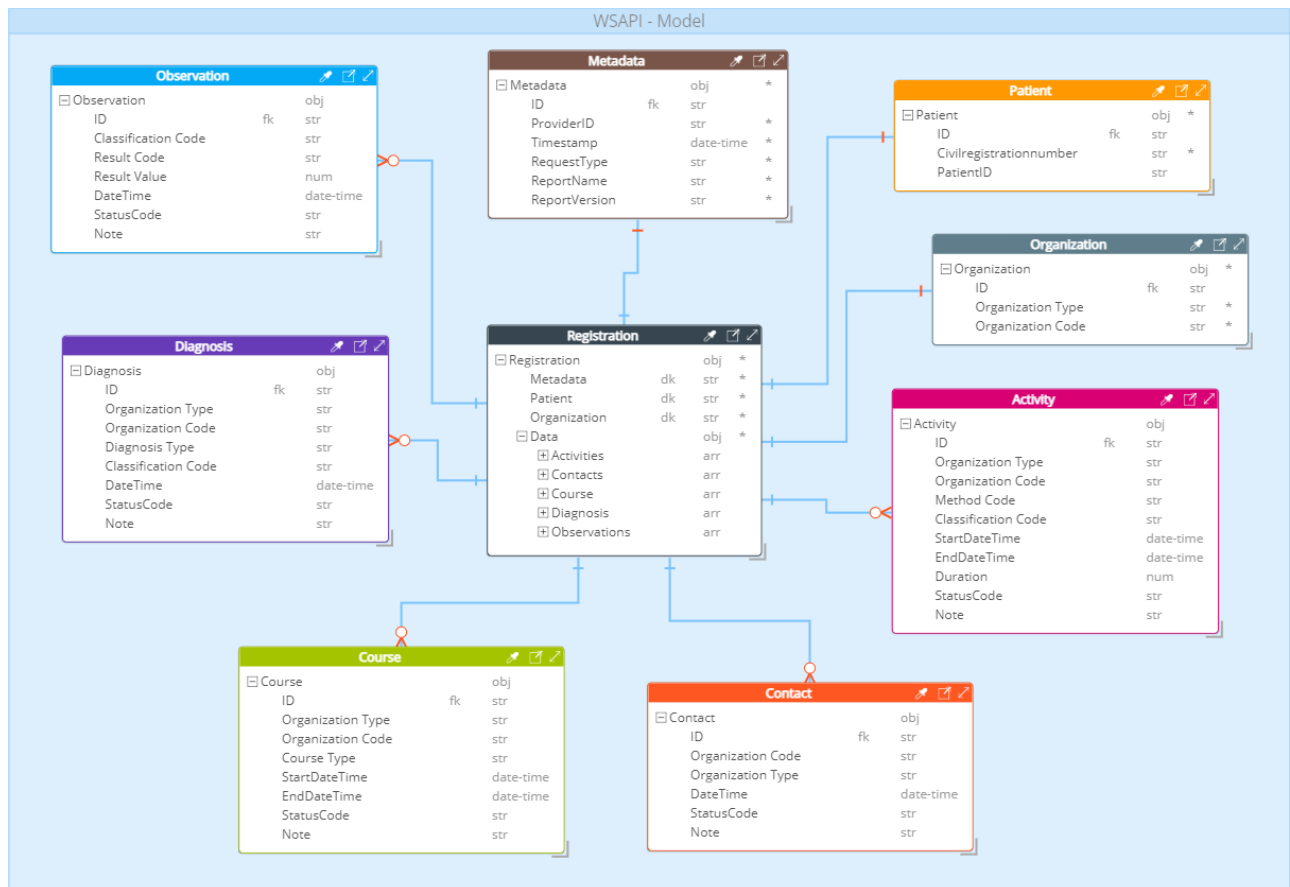 WSAPI - Model
Observation
Observation obj
ID fk str
Classification Code str
Result Code str
Result Value num
DateTime date-time
StatusCode str
Note str
Metadata
Metadata obj *
ID fk str
ProviderID str *
Timestamp date-time *
RequestType str *
ReportName str *
ReportVersion str *
Patient
Patient obj *
ID fk str
Civilregistrationnumber str *
PatientID str
Organization
Organization obj *
ID fk str
Organization Type str *
Organization Code str *
Diagnosis
Diagnosis obj
ID fk str
Organization Type str
Organization Code str
Diagnosis Type str
Classification Code str
DateTime date-time
StatusCode str
Note str
Registration
Registration obj *
Metadata dk str *
Patient dk str *
Organization dk str *
Data obj *
Activities arr
Contacts arr
Course arr
Diagnosis arr
Observations arr
Activity
Activity obj
ID fk str
Organization Type str
Organization Code str
Method Code str
Classification Code str
StartDateTime date-time
EndDateTime date-time
Duration num
StatusCode str
Note str
Course
Course obj
ID fk str
Organization Type str
Organization Code str
Course Type str
StartDateTime date-time
EndDateTime date-time
StatusCode str
Note str
Contact
Contact obj
ID fk str
Organization Code str
Organization Type str
DateTime date-time
StatusCode str
Note str